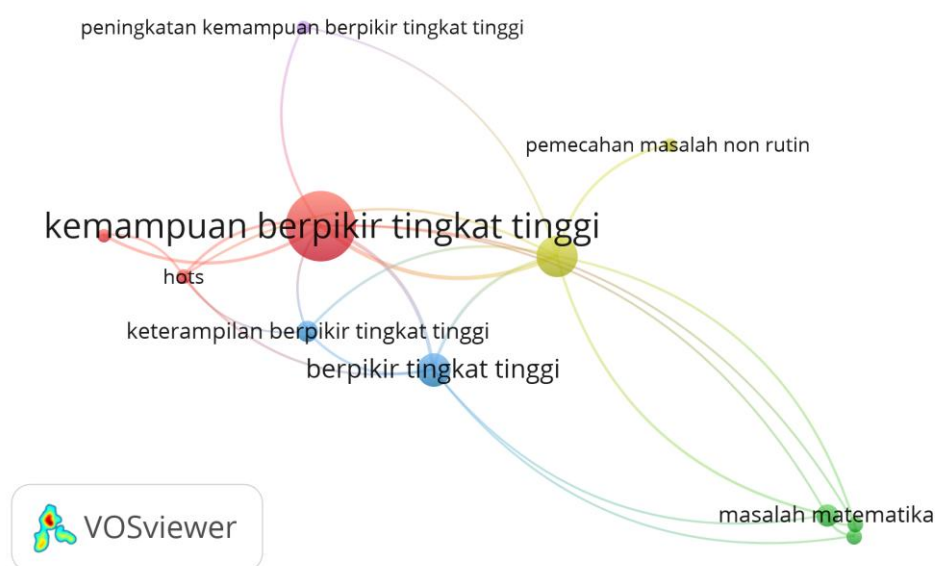 peningkatan kemampuan berpikir tingkat tinggi
pemecahan masalah non rutin
kemampuan berpikir tingkat tinggi
hots
keterampilan berpikir tingkat tinggi
berpikir tingkat tinggi
masalah matematika
VOSviewer